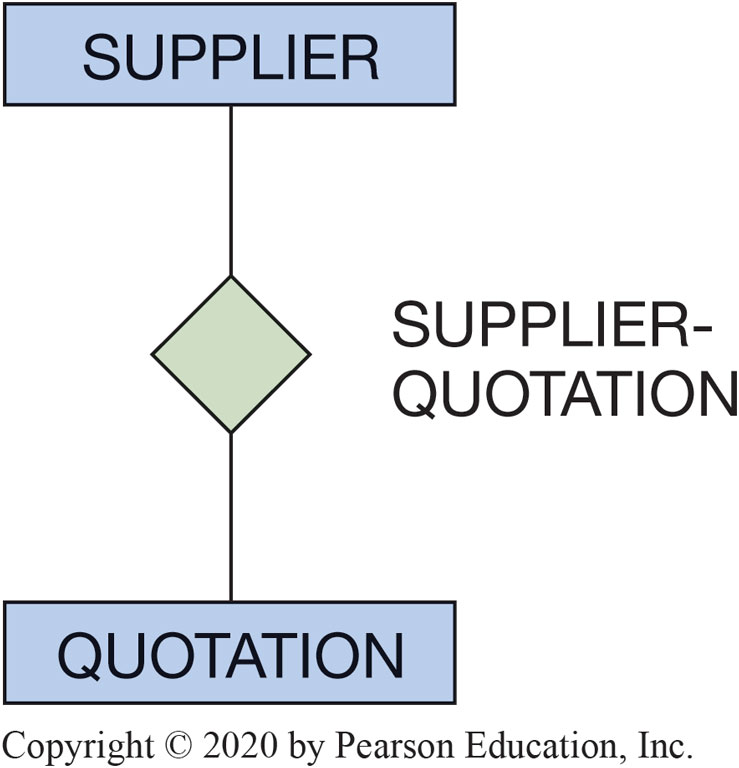 SUPPLIER
SUPPLIER-
QUOTATION
QUOTATION
Copyright © 2020 by Pearson Education, Inc.